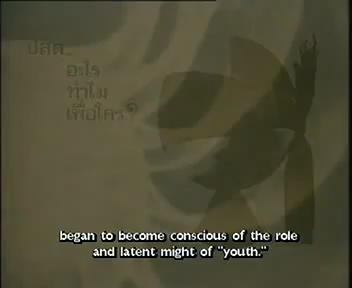 อะไร
ทำไม
เพื่อใคร?
began to become conscious of the role
and latent might of "youth."